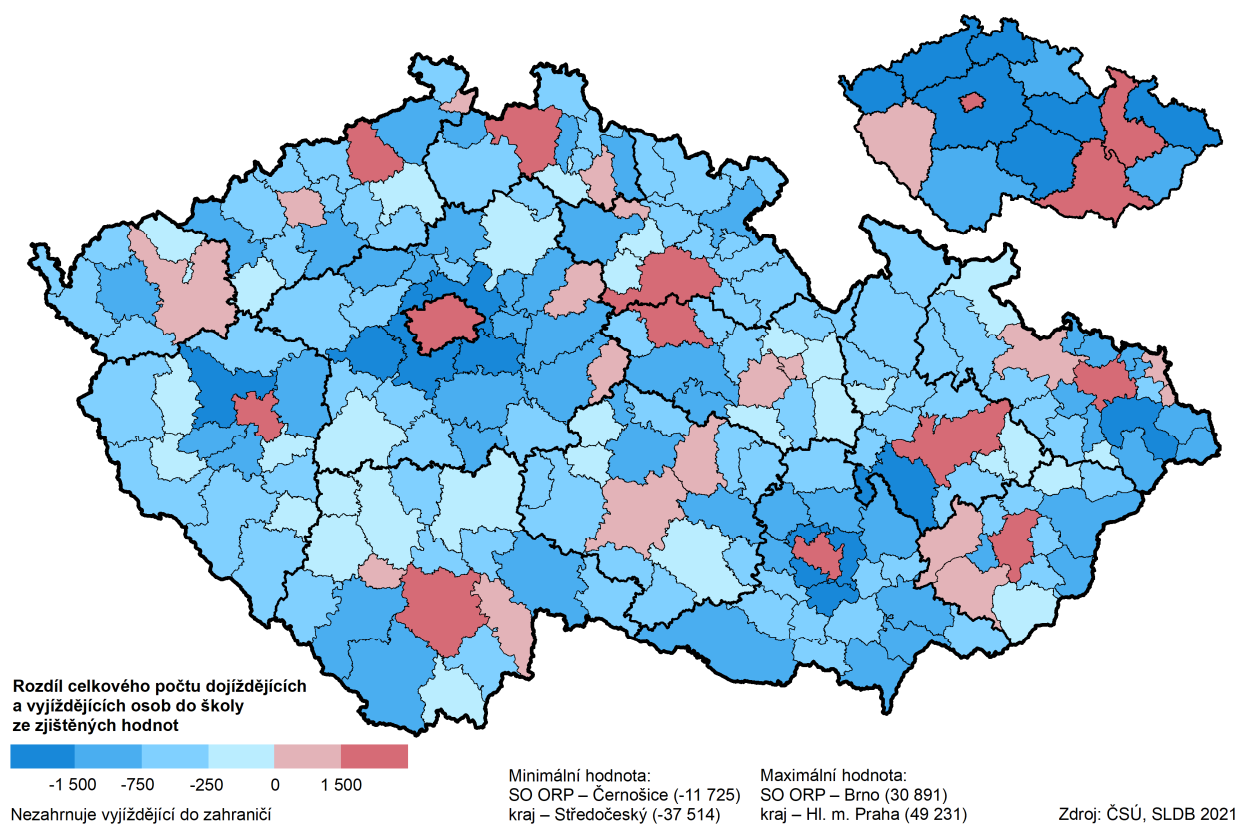 Rozdíl celkového počtu dojíždějících
a vyjíždějících osob do školy
ze zjištěných hodnot
-1 500 -750 -250 0 1 500
Nezahrnuje vyjíždějící do zahraničí
Minimální hodnota:
SO ORP – Černošice (-11 725)
kraj – Středočeský (-37 514)
Maximální hodnota:
SO ORP – Brno (30 891)
kraj – Hl. m. Praha (49 231)
Zdroj: ČSÚ, SLDB 2021